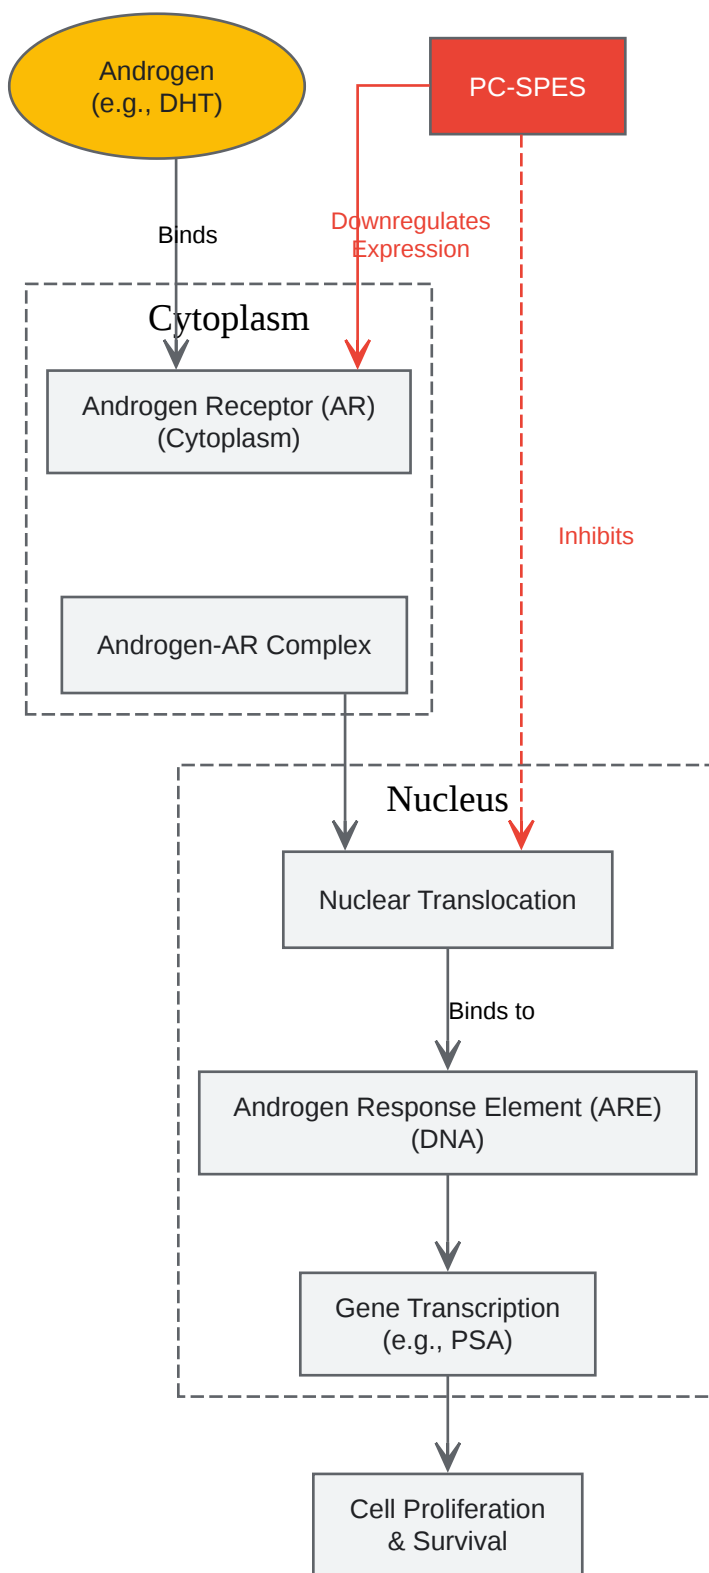 Androgen
(e.g., DHT)
PC-SPES
Binds
Downregulates
Expression
Cytoplasm
Androgen Receptor (AR)
(Cytoplasm)
Inhibits
Androgen-AR Complex
Nucleus
Nuclear Translocation
Binds to
Androgen Response Element (ARE)
(DNA)
Gene Transcription
(e.g., PSA)
Cell Proliferation
& Survival